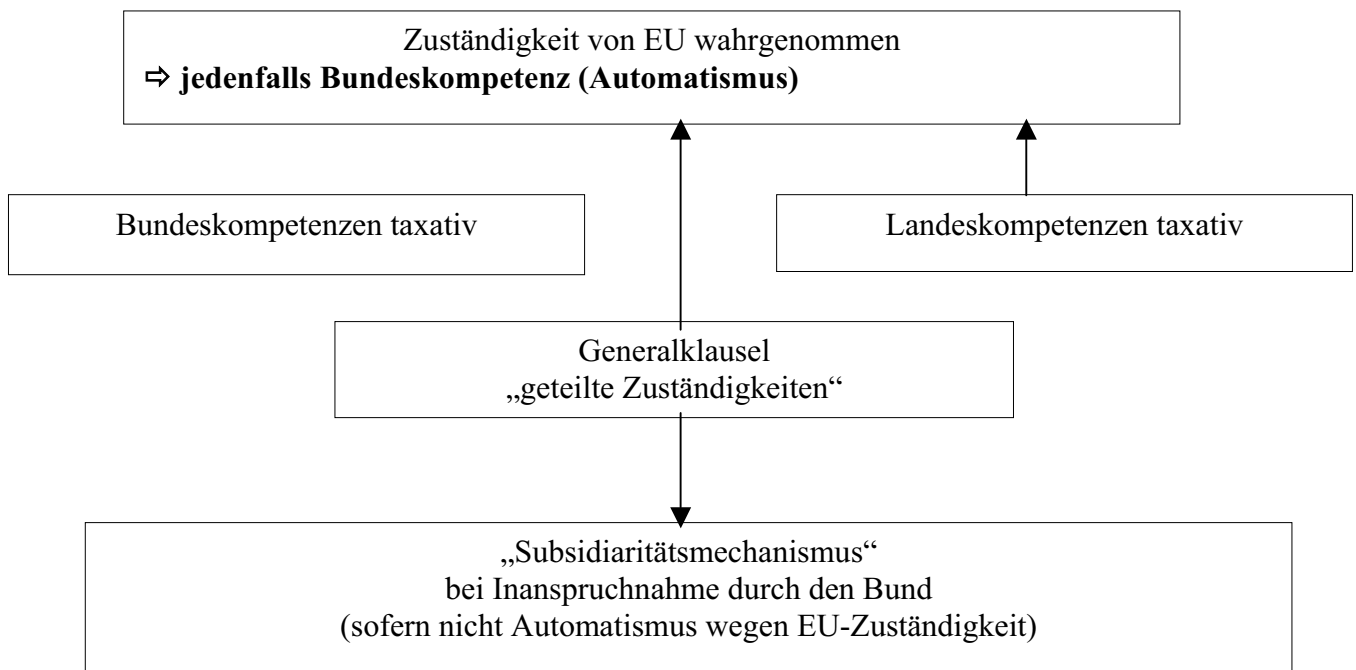 Zuständigkeit von EU wahrgenommen
⇨ jedenfalls Bundeskompetenz (Automatismus)
Bundeskompetenzen taxativ
Landeskompetenzen taxativ
Generalklausel
„geteilte Zuständigkeiten“
„Subsidiaritätsmechanismus“
bei Inanspruchnahme durch den Bund
(sofern nicht Automatismus wegen EU-Zuständigkeit)